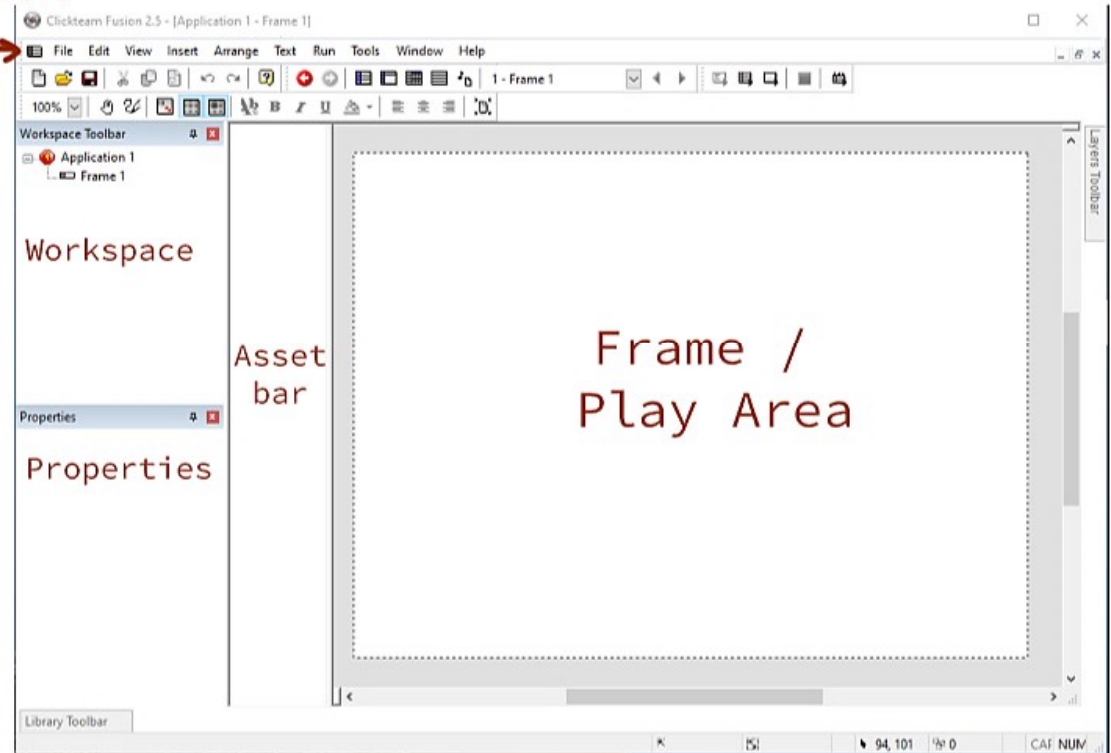 Clickteam Fusion 2.5 - [Application 1 - Frame 1]
File Edit View Insert Arrange Text Run Tools Window Help
1 - Frame 1
100% B I U
Workspace Toolbar
Application 1
Frame 1
Workspace
Asset
bar
Frame /
Play Area
Properties
Properties
Layers Toolbar
Library Toolbar
94, 101 0 CAF NUM